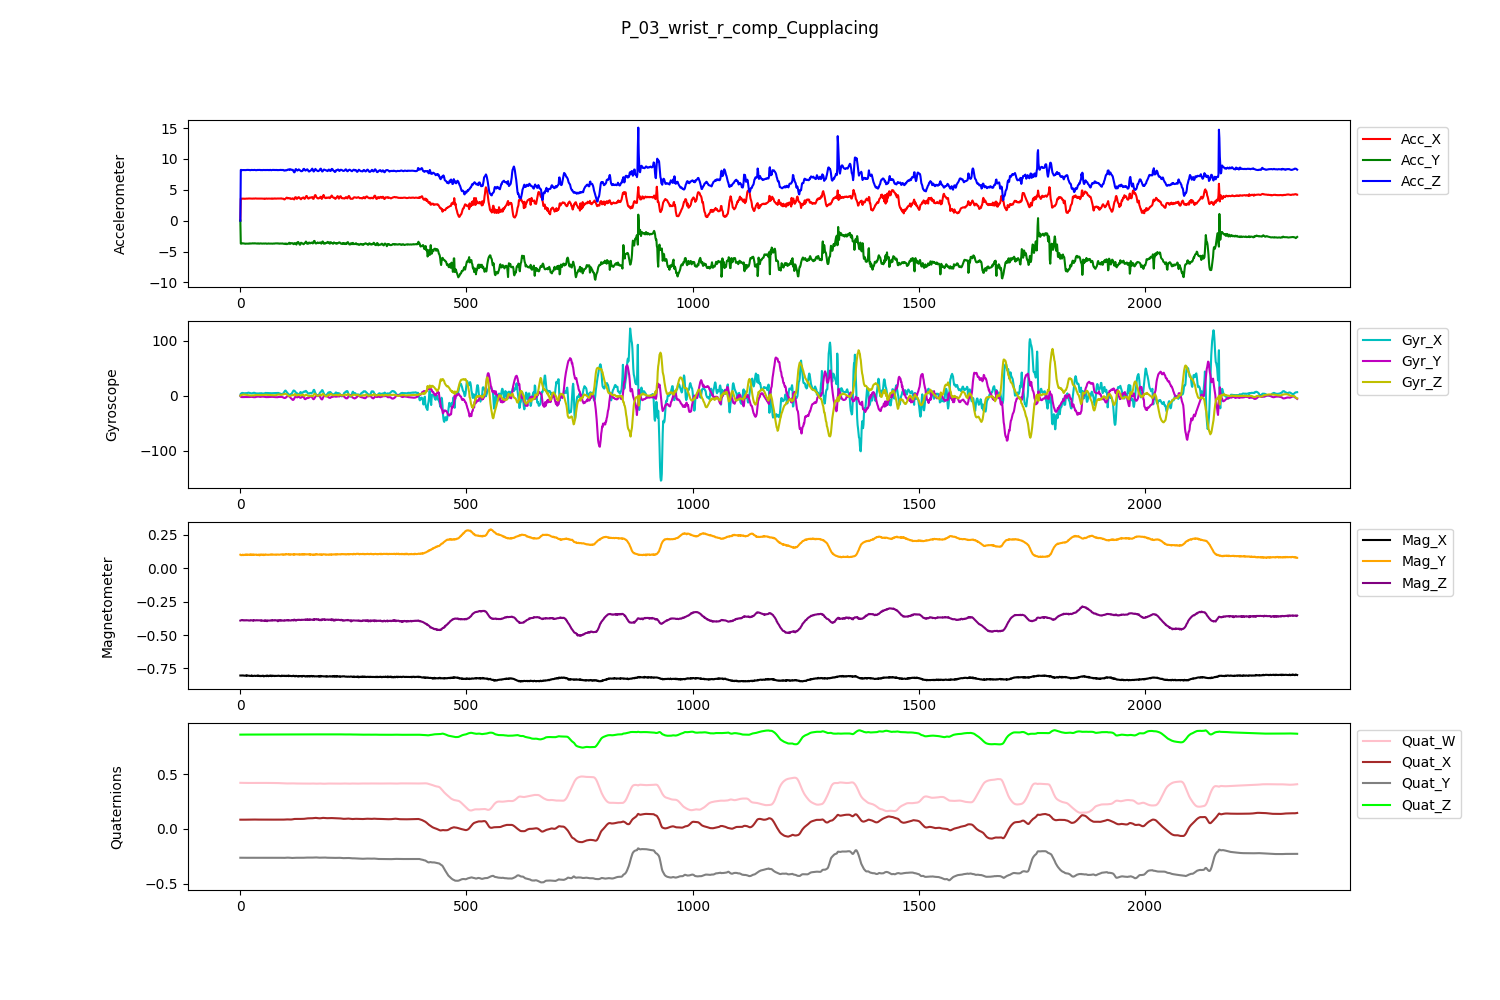 P_03_wrist_r_comp_Cupplacing
Accelerometer
15
10
5
0
−5
−10
0 500 1000 1500 2000
Acc_X
Acc_Y
Acc_Z
Gyroscope
100
0
−100
0 500 1000 1500 2000
Gyr_X
Gyr_Y
Gyr_Z
Magnetometer
0.25
0.00
−0.25
−0.50
−0.75
0 500 1000 1500 2000
Mag_X
Mag_Y
Mag_Z
Quaternions
0.5
0.0
−0.5
0 500 1000 1500 2000
Quat_W
Quat_X
Quat_Y
Quat_Z